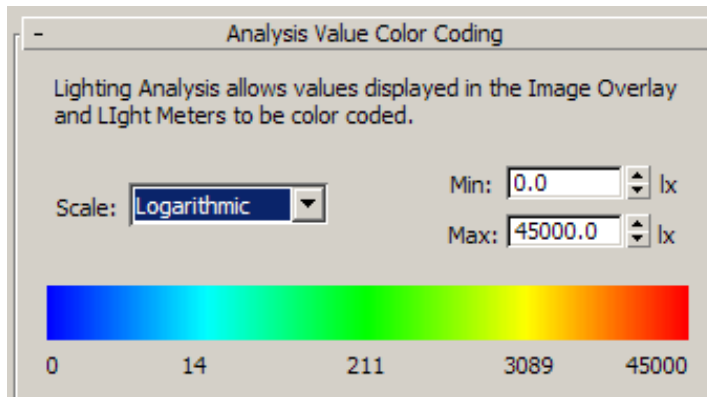 - Analysis Value Color Coding
Lighting Analysis allows values displayed in the Image Overlay
and LIght Meters to be color coded.
Scale: Logarithmic
Min: 0.0 lx
Max: 45000.0 lx
0 14 211 3089 45000